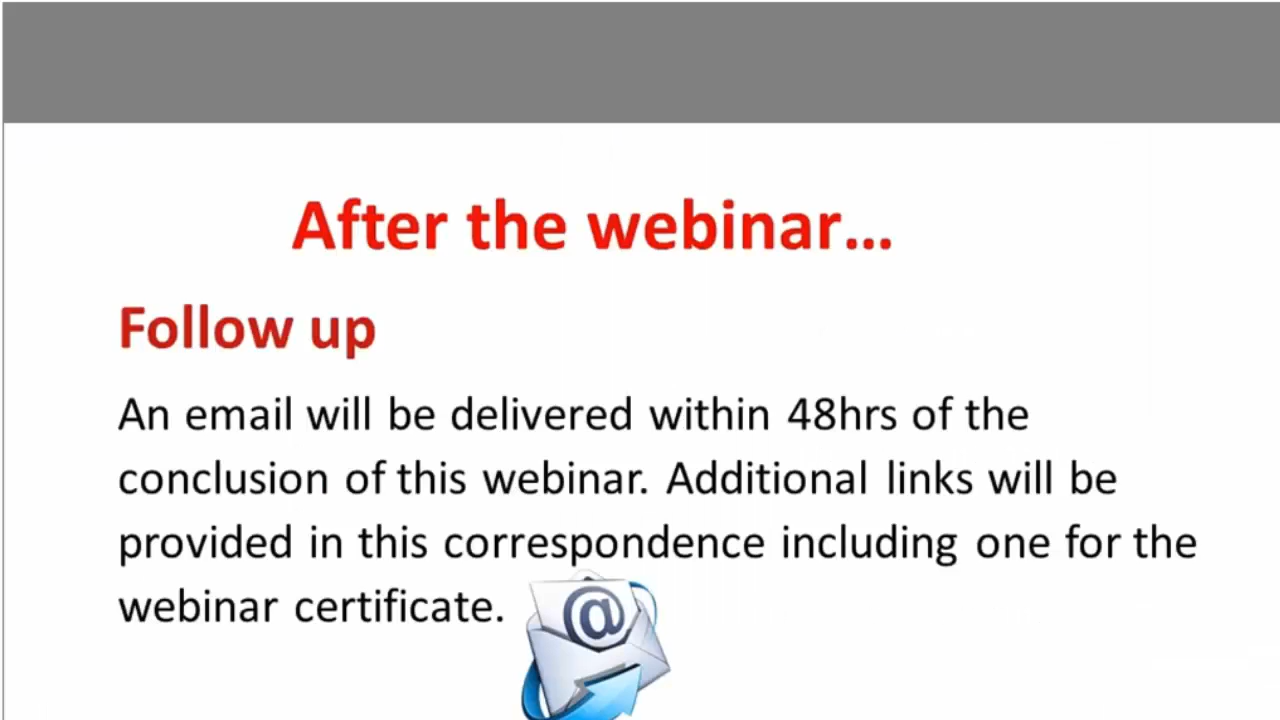 After the webinar...
Follow up
An email will be delivered within 48hrs of the
conclusion of this webinar. Additional links will be
provided in this correspondence including one for the
webinar certificate.
@